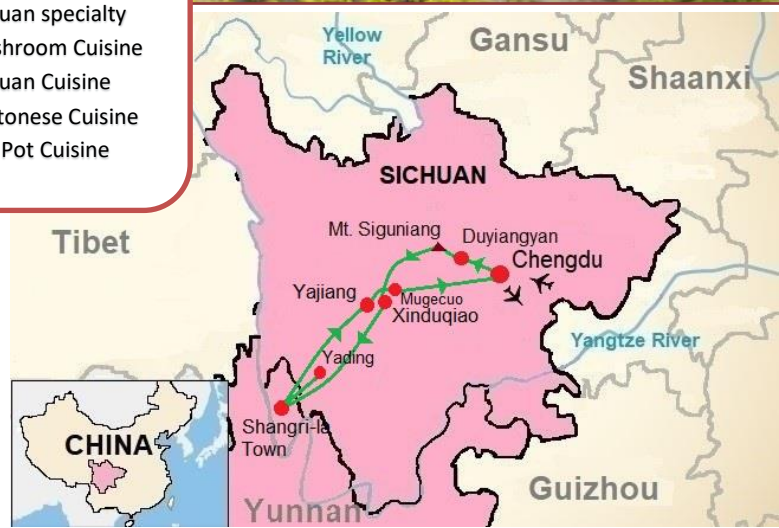 uan specialty
shroom Cuisine
uan Cuisine
tonese Cuisine
Pot Cuisine
Yellow
River
Gansu
Shaanxi
SICHUAN
Tibet
Mt. Siguniang
Duyiangyan
Chengdu
Yajiang
Mugecuo
Xinduqiao
Yangtze River
Yading
Shangri-la
Town
CHINA
Yunnan
Guizhou